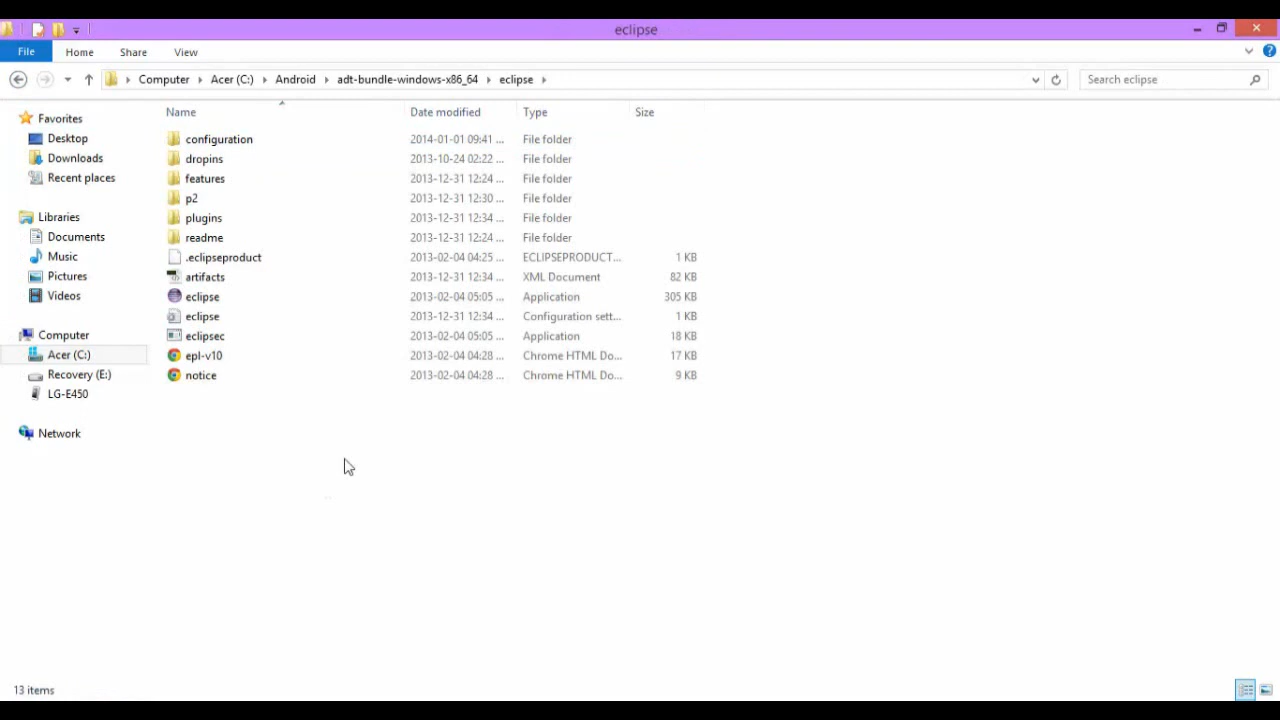 eclipse
File Home Share View
Computer Acer (C:) Android adt-bundle-windows-x86_64 eclipse Search eclipse
Name Date modified Type Size
Favorites
Desktop
Downloads
Recent places
Libraries
Documents
Music
Pictures
Videos
Computer
Acer (C:)
Recovery (E:)
LG-E450
Network
configuration 2014-01-01 09:41 ... File folder
dropins 2013-10-24 02:22 ... File folder
features 2013-12-31 12:24 ... File folder
p2 2013-12-31 12:30 ... File folder
plugins 2013-12-31 12:34 ... File folder
readme 2013-12-31 12:24 ... File folder
.eclipseproduct 2013-02-04 04:25 ... ECLIPSEPRODUCT... 1 KB
artifacts 2013-12-31 12:34 ... XML Document 82 KB
eclipse 2013-02-04 05:05 ... Application 305 KB
eclipse 2013-12-31 12:34 ... Configuration sett... 1 KB
eclipsec 2013-02-04 05:05 ... Application 18 KB
epl-v10 2013-02-04 04:28 ... Chrome HTML Do... 17 KB
notice 2013-02-04 04:28 ... Chrome HTML Do... 9 KB
13 items